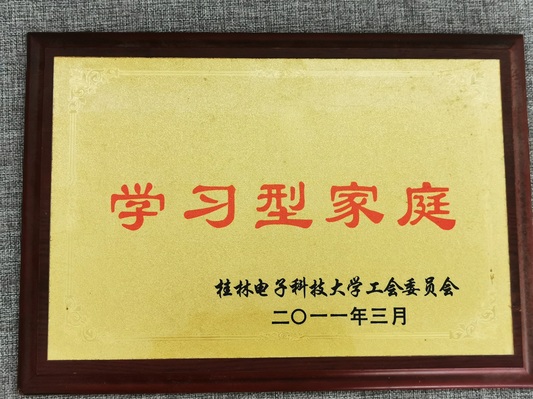 学习型家庭
桂林电子科技大学工会委员会
二〇一一年三月